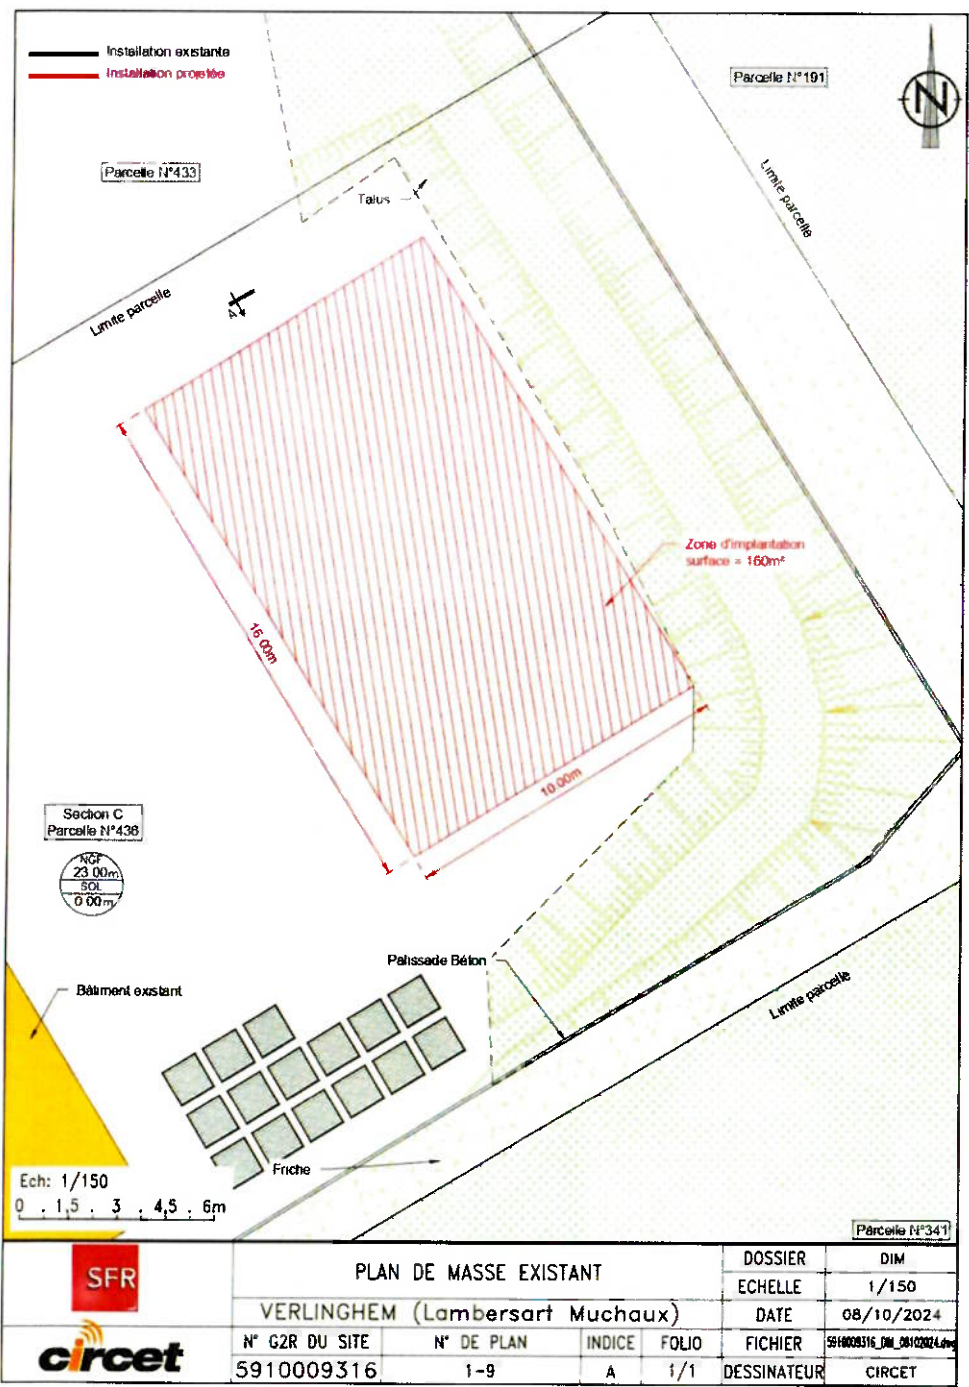 Installation existante
Installation projetée
Parcelle N°191
N
Parcelle N°433
Talus
Limite parcelle
Limite parcelle
A
Zone d'implantation
surface = 160m²
16.00m
10.00m
Section C
Parcelle N°436
NGF
23.00m
SOL
0.00m
Palissade Béton
Bâtiment existant
Limite parcelle
Friche
Ech: 1/150
0 . 1,5 . 3 . 4,5 . 6m
Parcelle N°341
SFR
circet
PLAN DE MASSE EXISTANT
VERLINGHEM (Lambersart Muchaux)
N° G2R DU SITE
N° DE PLAN
INDICE
FOLIO
5910009316
1-9
A
1/1
DOSSIER
DIM
ECHELLE
1/150
DATE
08/10/2024
FICHIER
5910009316_DIM_08102024.dwg
DESSINATEUR
CIRCET